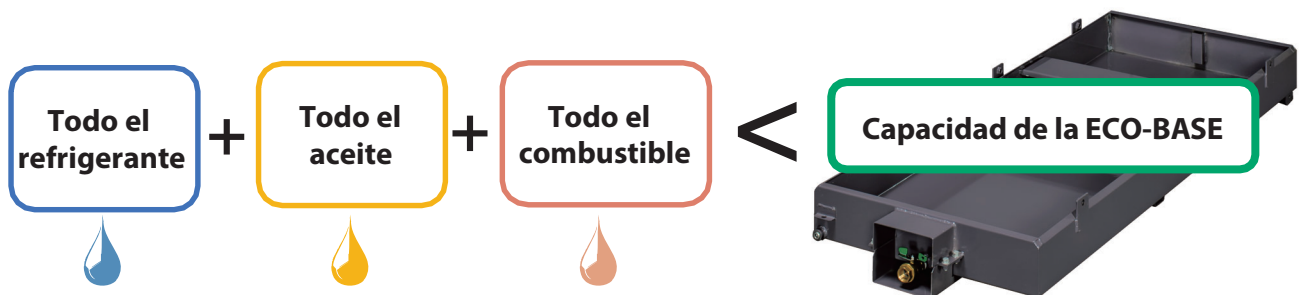 Todo el
refrigerante
+
Todo el
aceite
+
Todo el
combustible
<
Capacidad de la ECO-BASE